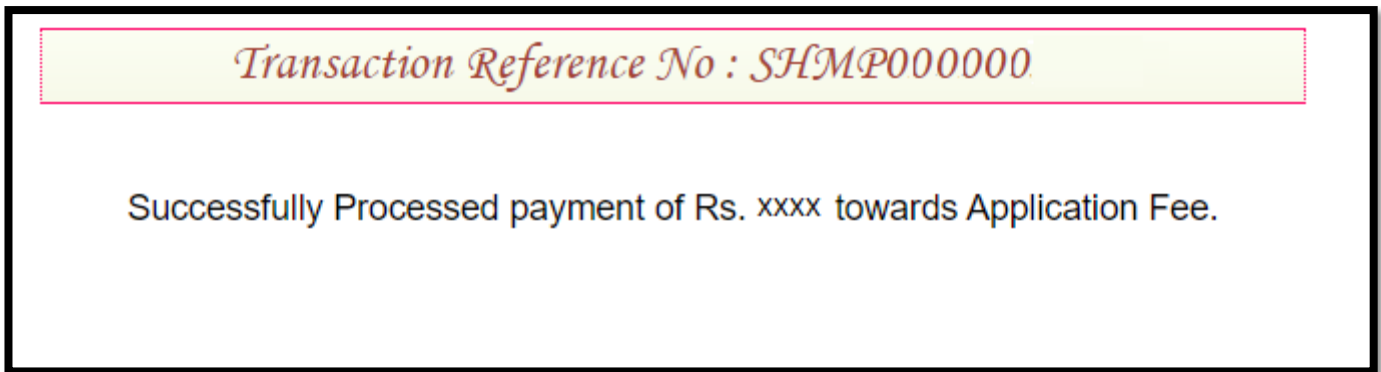 Transaction Reference No : SHMP000000
Successfully Processed payment of Rs. xxxx towards Application Fee.